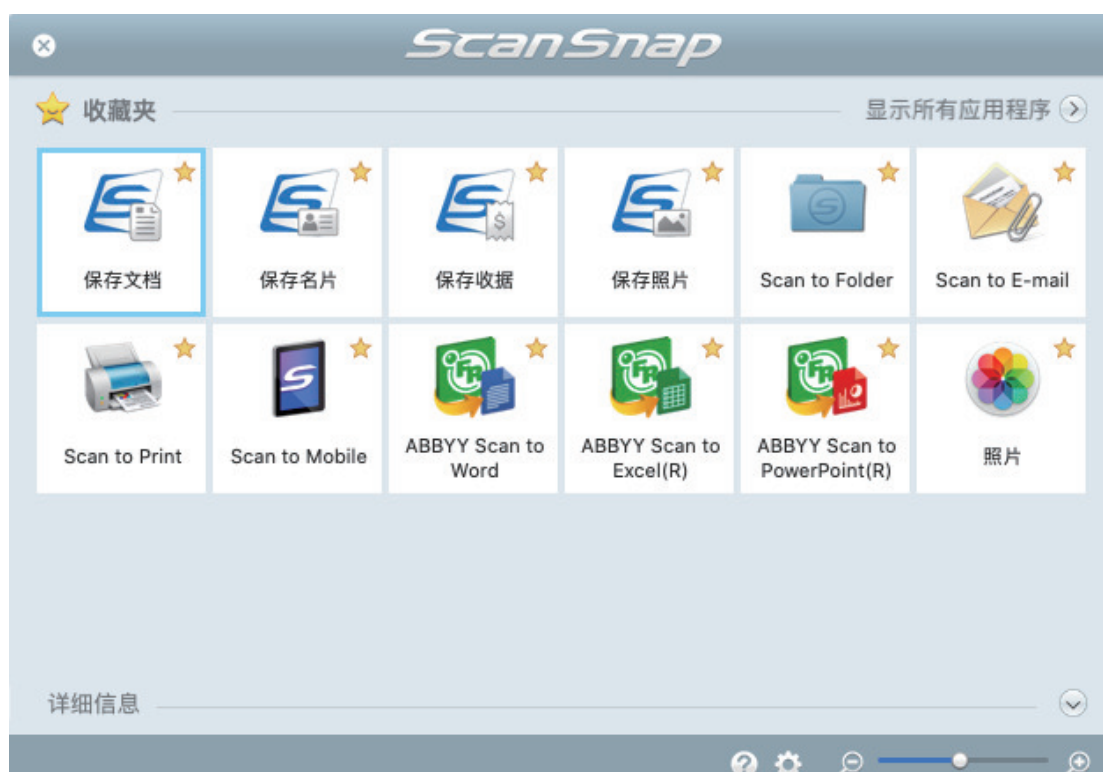 ScanSnap
收藏夹
显示所有应用程序
保存文档
保存名片
保存收据
保存照片
Scan to Folder
Scan to E-mail
Scan to Print
Scan to Mobile
ABBYY Scan to
Word
ABBYY Scan to
Excel(R)
ABBYY Scan to
PowerPoint(R)
照片
详细信息